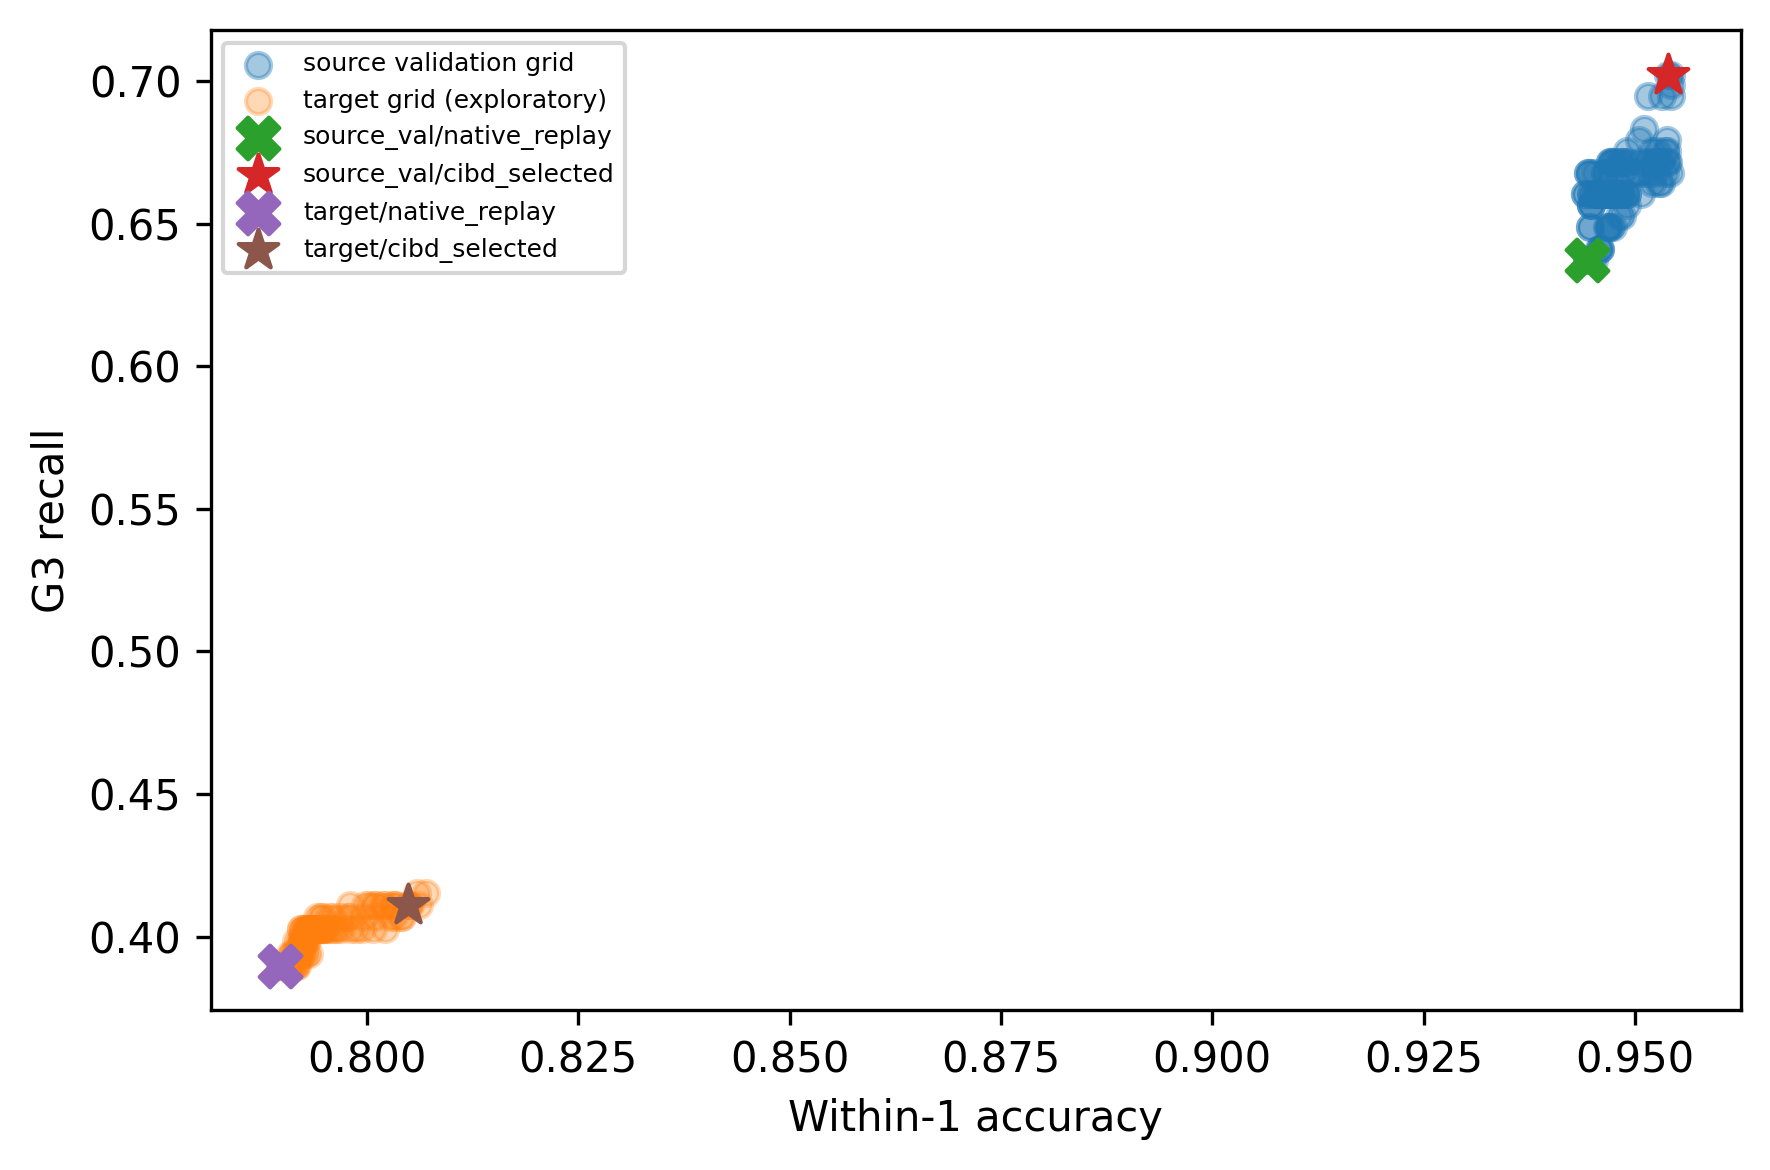 source validation grid
target grid (exploratory)
source_val/native_replay
source_val/cibd_selected
target/native_replay
target/cibd_selected
G3 recall
0.70
0.65
0.60
0.55
0.50
0.45
0.40
0.800 0.825 0.850 0.875 0.900 0.925 0.950
Within-1 accuracy